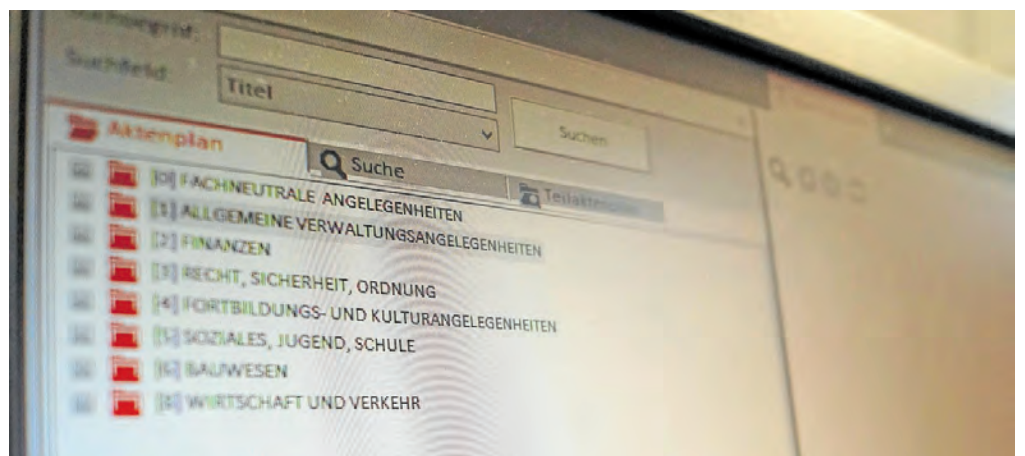 Suchbegriff:
Suchfeld:
Titel
Suchen
Aktenplan
Suche
[0] FACHNEUTRALE ANGELEGENHEITEN
[1] ALLGEMEINE VERWALTUNGSANGELEGENHEITEN
[2] FINANZEN
[3] RECHT, SICHERHEIT, ORDNUNG
[4] FORTBILDUNGS- UND KULTURANGELEGENHEITEN
[5] SOZIALES, JUGEND, SCHULE
[6] BAUWESEN
WIRTSCHAFT UND VERKEHR